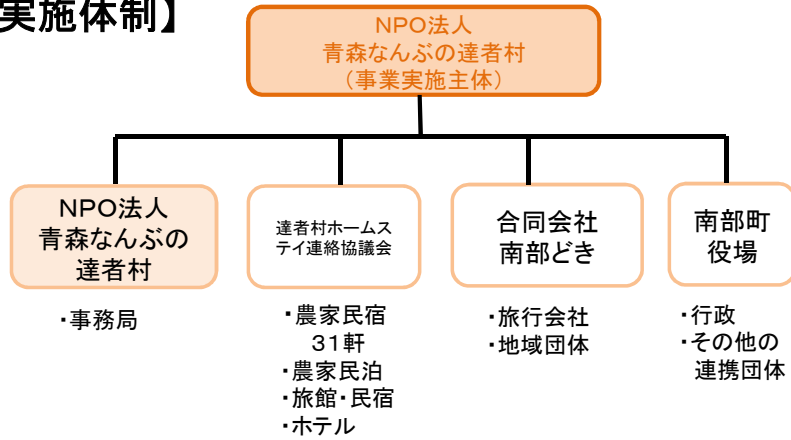 実施体制】
NPO法人
青森なんぶの達者村
(事業実施主体)
NPO法人
青森なんぶの
達者村
・事務局
達者村ホームス
テイ連絡協議会
・農家民宿
31軒
・農家民泊
・旅館・民宿
・ホテル
合同会社
南部どき
・旅行会社
・地域団体
南部町
役場
・行政
・その他の
連携団体